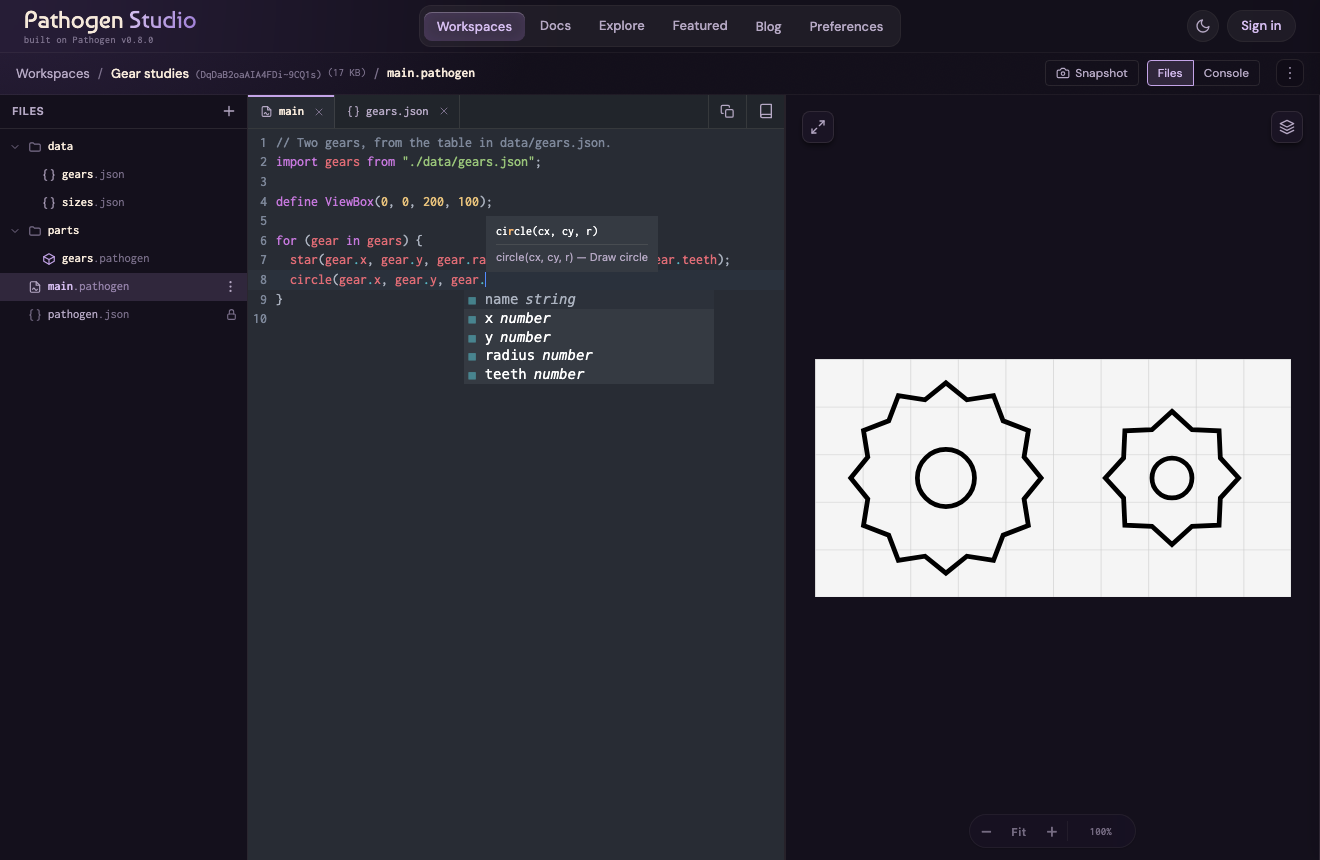 Pathogen Studio
built on Pathogen v0.8.0
Workspaces Docs Explore Featured Blog Preferences
Sign in
Workspaces / Gear studies (DqDaB2oaAIA4FDi-9CQ1s) (17 KB) / main.pathogen
Snapshot Files Console
FILES
data
{} gears.json
{} sizes.json
parts
gears.pathogen
main.pathogen
{} pathogen.json
main
{} gears.json
1 // Two gears, from the table in data/gears.json.
2 import gears from "./data/gears.json";
3
4 define ViewBox(0, 0, 200, 100);
5
circle(cx, cy, r)
6 for (gear in gears) {
circle(cx, cy, r) — Draw circle
7 star(gear.x, gear.y, gear.ra ear.teeth);
8 circle(gear.x, gear.y, gear.
9 }
10
name string
x number
y number
radius number
teeth number
Fit
100%